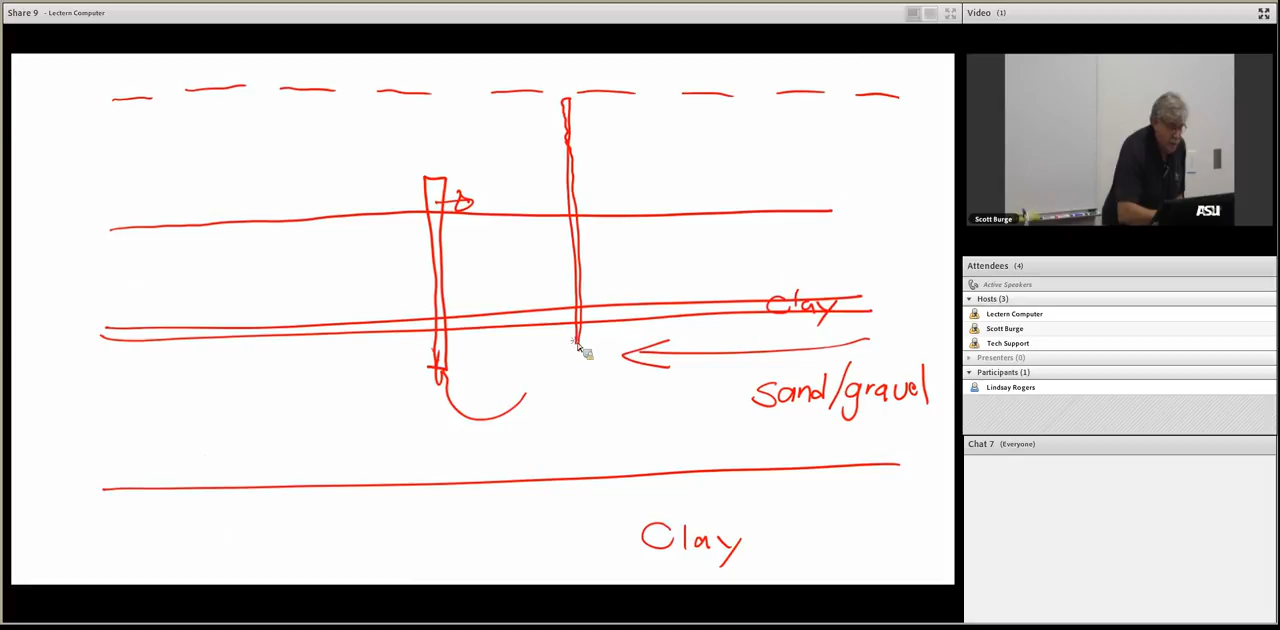 Share 9 - Lectern Computer
Video (1)
Scott Burge
ASU
Attendees (4)
Active Speakers
Hosts (3)
Lectern Computer
Scott Burge
Tech Support
Presenters (0)
Participants (1)
Lindsay Rogers
Chat 7 (Everyone)
Clay
Sand/gravel
Clay